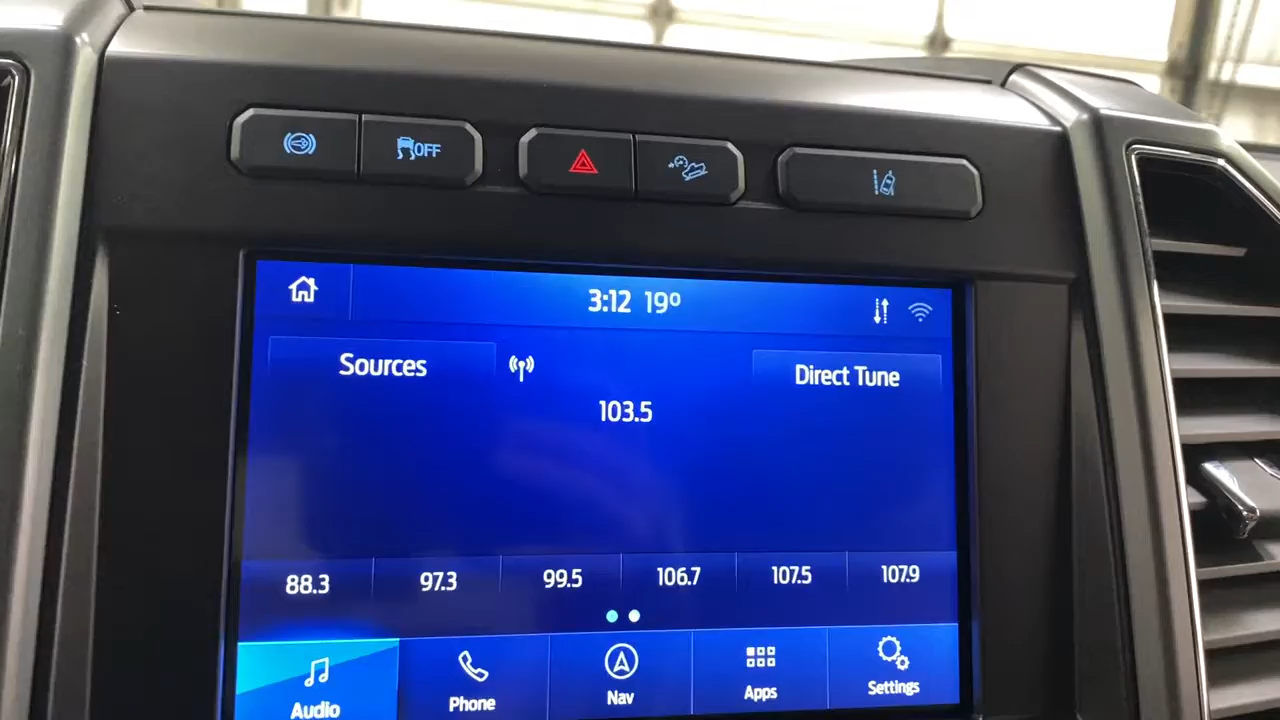 OFF
3:12 19º
Sources
Direct Tune
103.5
88.3 97.3 99.5 106.7 107.5 107.9
Audio Phone Nav Apps Settings